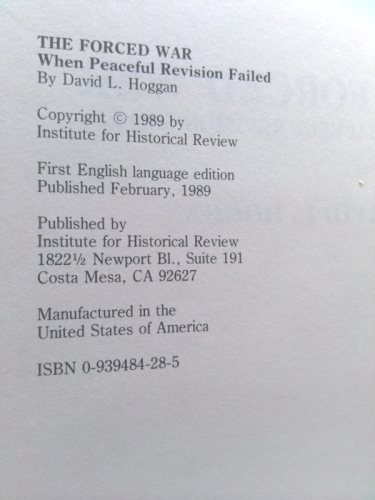 THE FORCED WAR
When Peaceful Revision Failed
By David L. Hoggan
Copyright © 1989 by
Institute for Historical Review
First English language edition
Published February, 1989
Published by
Institute for Historical Review
1822½ Newport Bl., Suite 191
Costa Mesa, CA 92627
Manufactured in the
United States of America
ISBN 0-939484-28-5